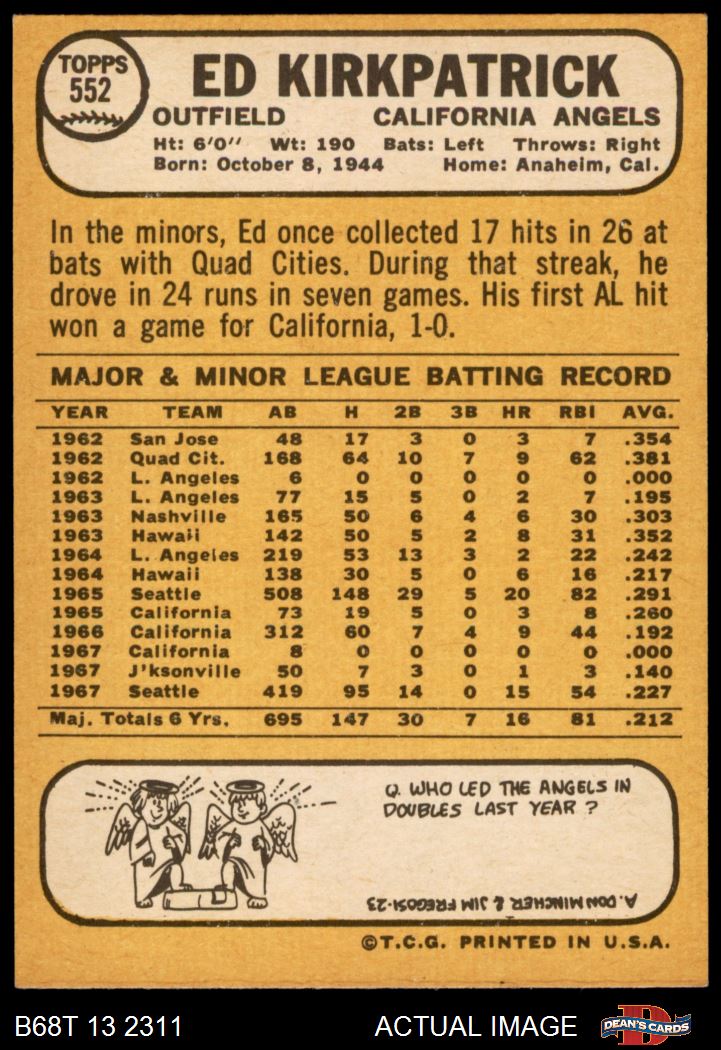 TOPPS
552
ED KIRKPATRICK
OUTFIELD CALIFORNIA ANGELS
Ht: 6'0" Wt: 190 Bats: Left Throws: Right
Born: October 8, 1944 Home: Anaheim, Cal.
In the minors, Ed once collected 17 hits in 26 at
bats with Quad Cities. During that streak, he
drove in 24 runs in seven games. His first AL hit
won a game for California, 1-0.
MAJOR & MINOR LEAGUE BATTING RECORD
YEAR TEAM AB H 2B 3B HR RBI AVG.
1962 San Jose 48 17 3 0 3 7 .354
1962 Quad Cit. 168 64 10 7 9 62 .381
1962 L. Angeles 6 0 0 0 0 0 .000
1963 L. Angeles 77 15 5 0 2 7 .195
1963 Nashville 165 50 6 4 6 30 .303
1963 Hawaii 142 50 5 2 8 31 .352
1964 L. Angeles 219 53 13 3 2 22 .242
1964 Hawaii 138 30 5 0 6 16 .217
1965 Seattle 508 148 29 5 20 82 .291
1965 California 73 19 5 0 3 8 .260
1966 California 312 60 7 4 9 44 .192
1967 California 8 0 0 0 0 0 .000
1967 J'ksonville 50 7 3 0 1 3 .140
1967 Seattle 419 95 14 0 15 54 .227
Maj. Totals 6 Yrs. 695 147 30 7 16 81 .212
Q. WHO LED THE ANGELS IN
DOUBLES LAST YEAR ?
A. DON MINCHER & JIM FREGOSI-23
©T.C.G. PRINTED IN U.S.A.
B68T 13 2311 ACTUAL IMAGE D DEAN'S CARDS